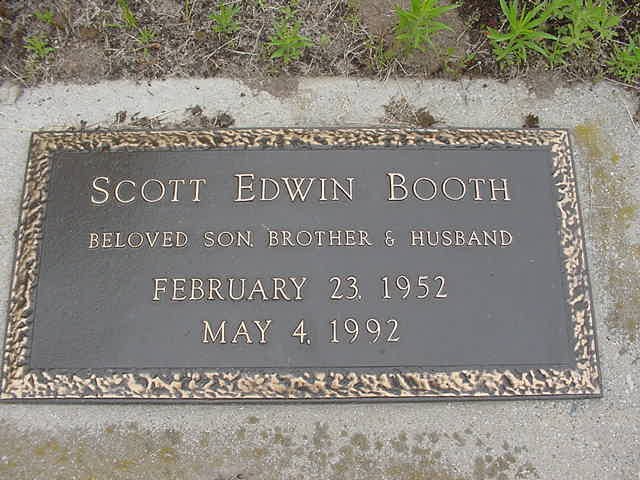 SCOTT EDWIN BOOTH
BELOVED SON, BROTHER & HUSBAND
FEBRUARY 23, 1952
MAY 4, 1992